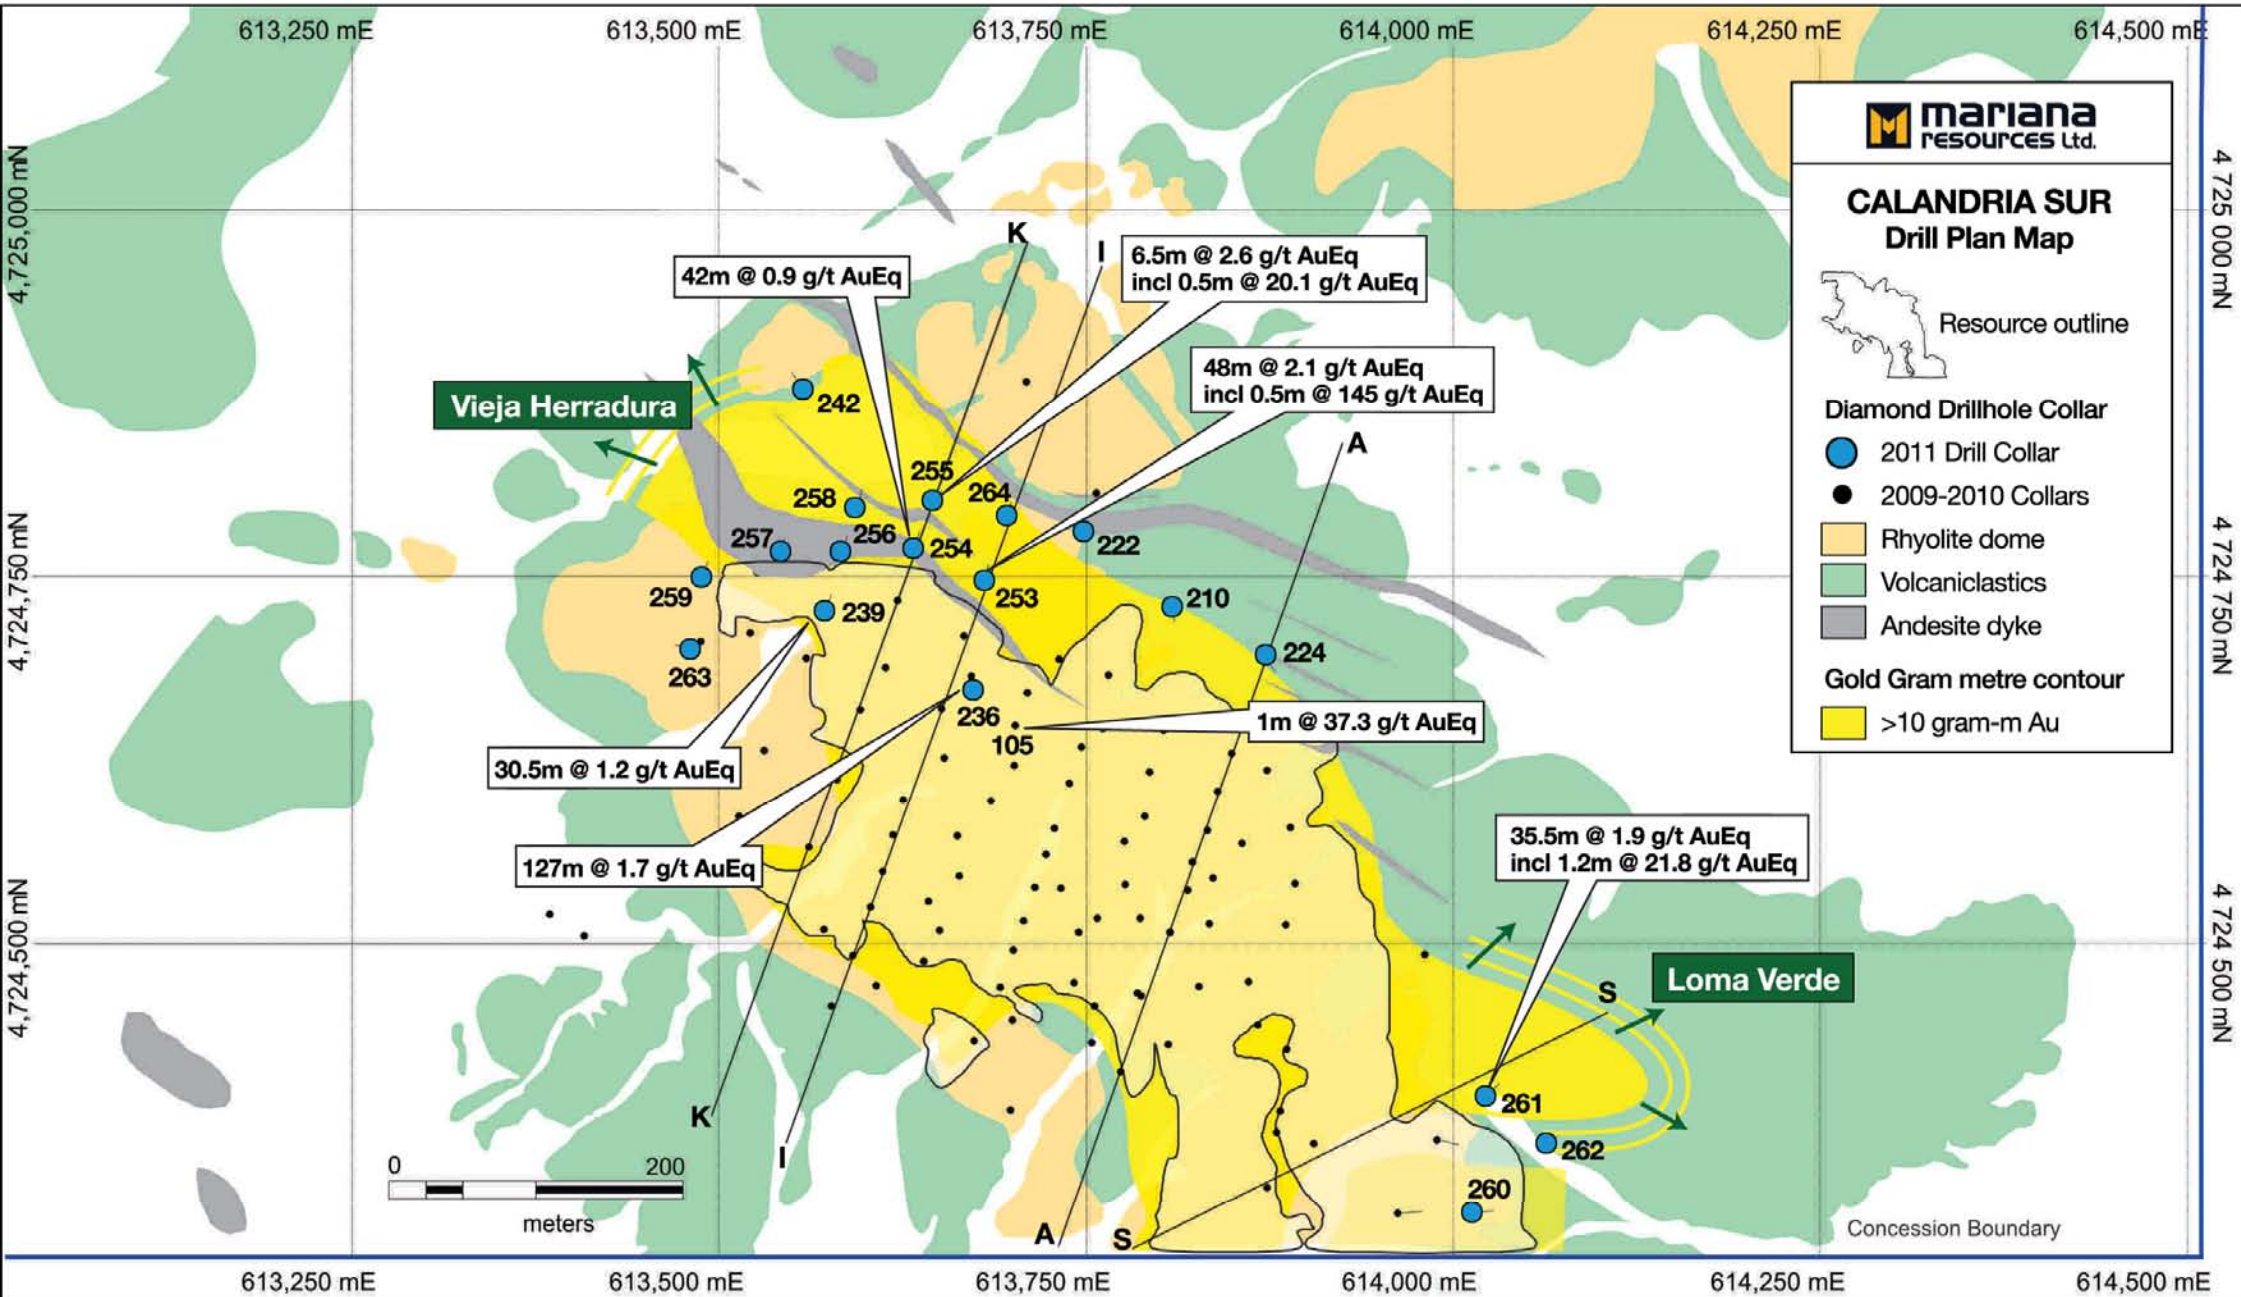 613,250 mE
613,500 mE
613,750 mE
614,000 mE
614,250 mE
614,500 mE
4,725,000 mN
4,724,750 mN
4,724,500 mN
4 725 000 mN
4 724 750 mN
4 724 500 mN
mariana
resources Ltd.
CALANDRIA SUR
Drill Plan Map
Resource outline
Diamond Drillhole Collar
2011 Drill Collar
2009-2010 Collars
Rhyolite dome
Volcaniclastics
Andesite dyke
Gold Gram metre contour
>10 gram-m Au
K
I
A
42m @ 0.9 g/t AuEq
6.5m @ 2.6 g/t AuEq
incl 0.5m @ 20.1 g/t AuEq
48m @ 2.1 g/t AuEq
incl 0.5m @ 145 g/t AuEq
Vieja Herradura
242
255
264
258
256
257
254
222
259
253
239
210
224
263
236
105
1m @ 37.3 g/t AuEq
30.5m @ 1.2 g/t AuEq
127m @ 1.7 g/t AuEq
35.5m @ 1.9 g/t AuEq
incl 1.2m @ 21.8 g/t AuEq
Loma Verde
S
261
262
260
K
I
A
S
0
200
meters
Concession Boundary
613,250 mE
613,500 mE
613,750 mE
614,000 mE
614,250 mE
614,500 mE